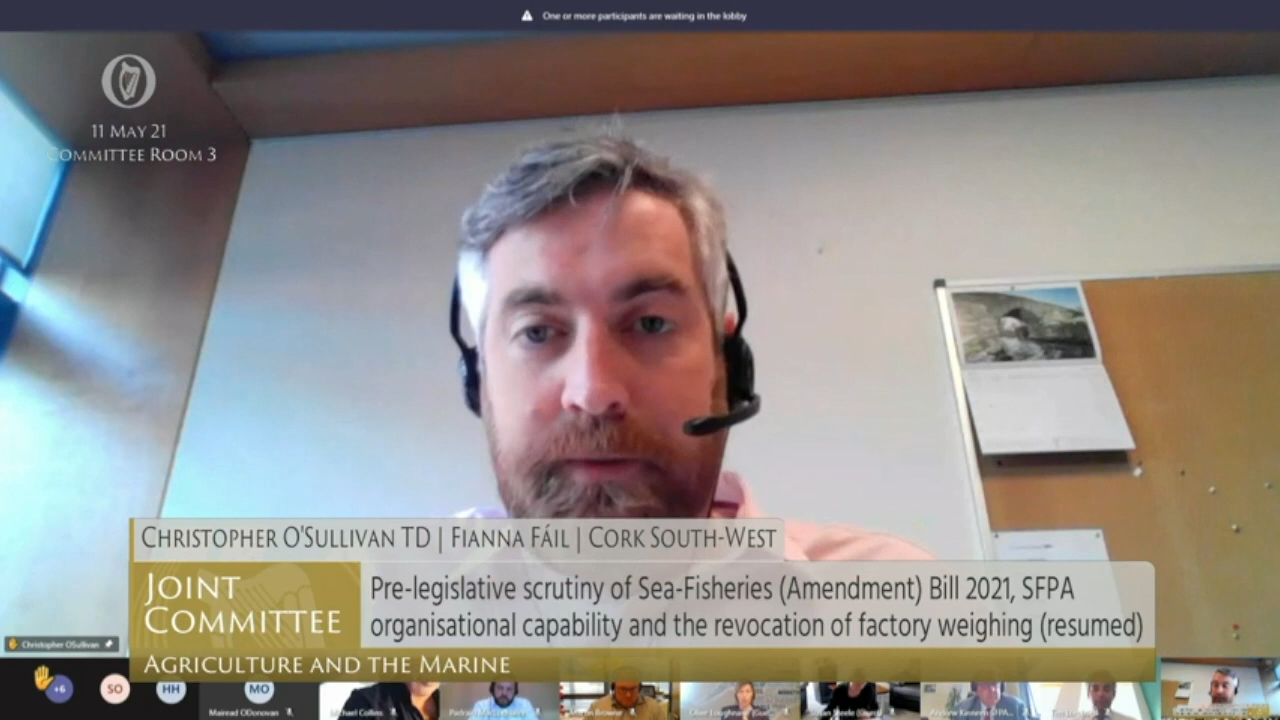 One or more participants are waiting in the lobby
11 May 21
Committee Room 3
Christopher O'Sullivan TD | Fianna Fáil | Cork South-West
Joint
Committee
Pre-legislative scrutiny of Sea-Fisheries (Amendment) Bill 2021, SFPA
organisational capability and the revocation of factory weighing (resumed)
Christopher OSullivan
Agriculture and the Marine
+6
SO
HH
MO
Mairead ODonovan